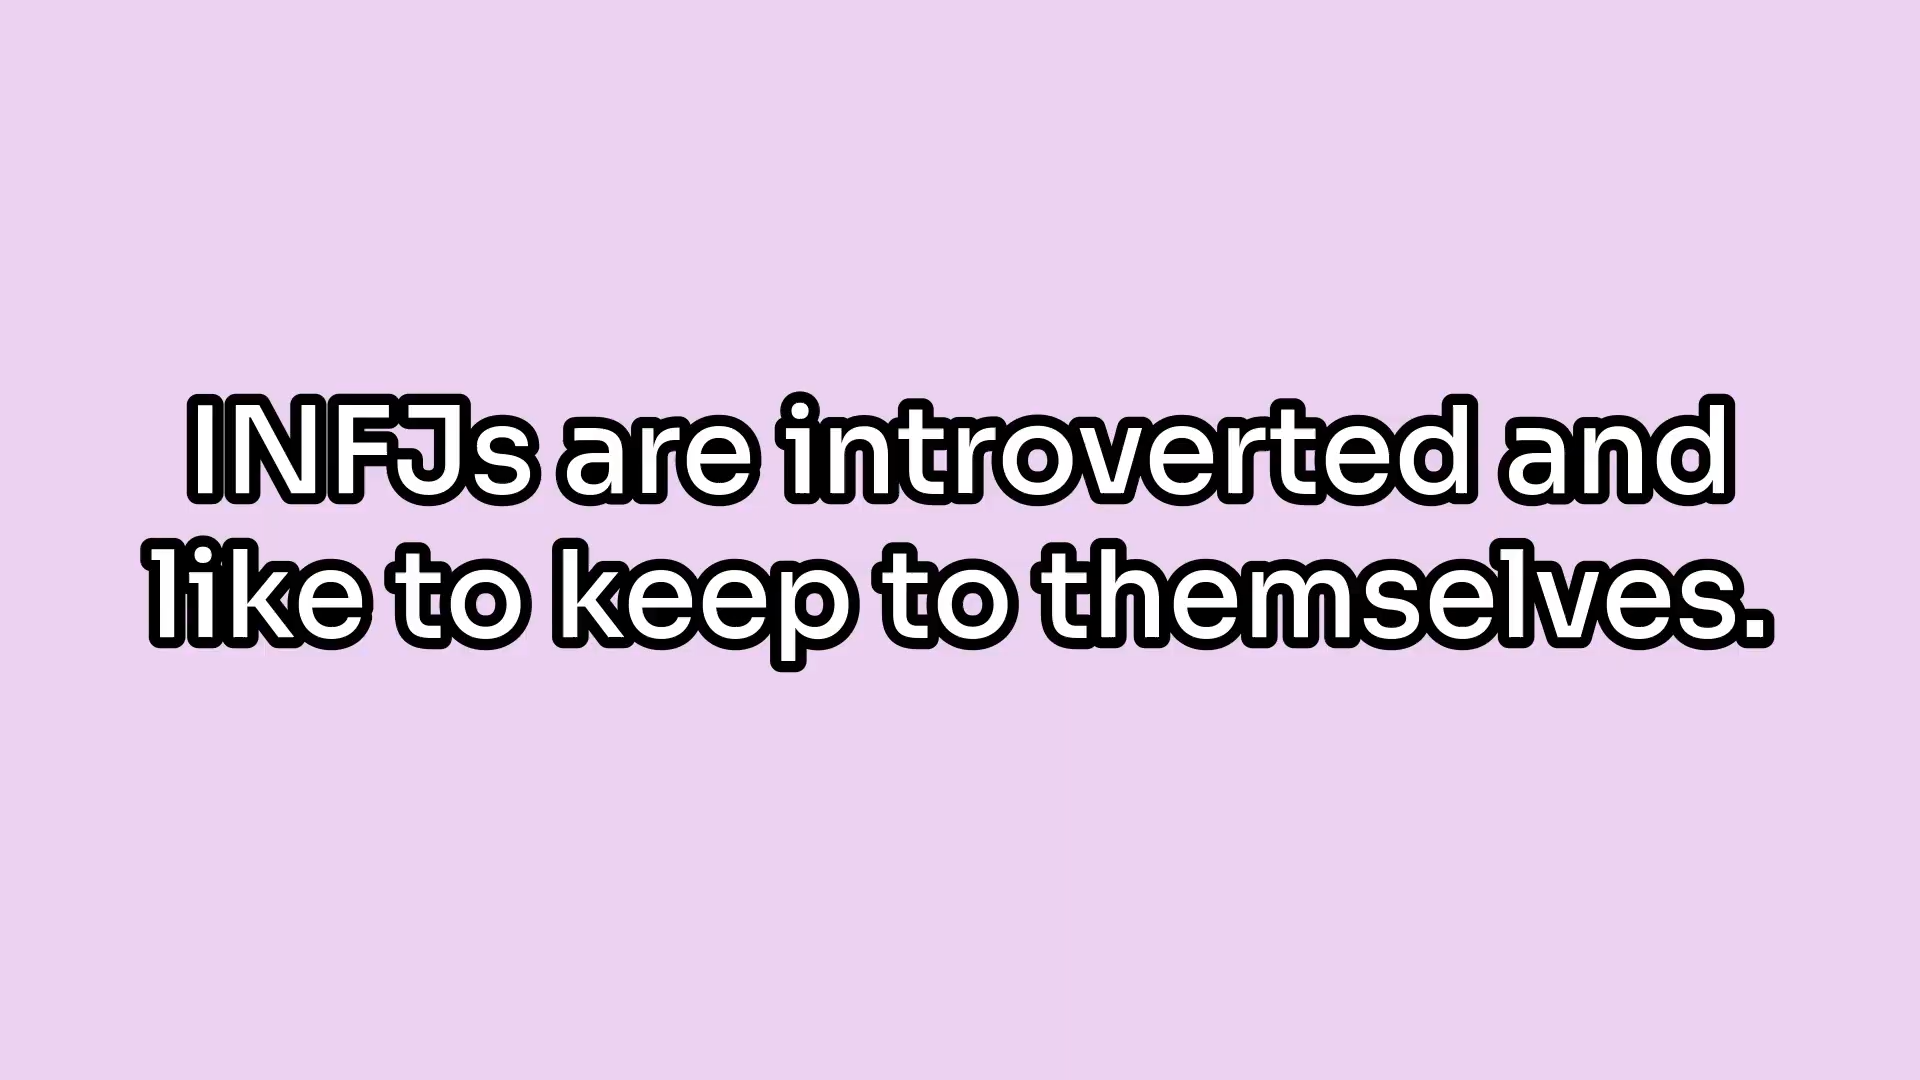 INFJs are introverted and
like to keep to themselves.